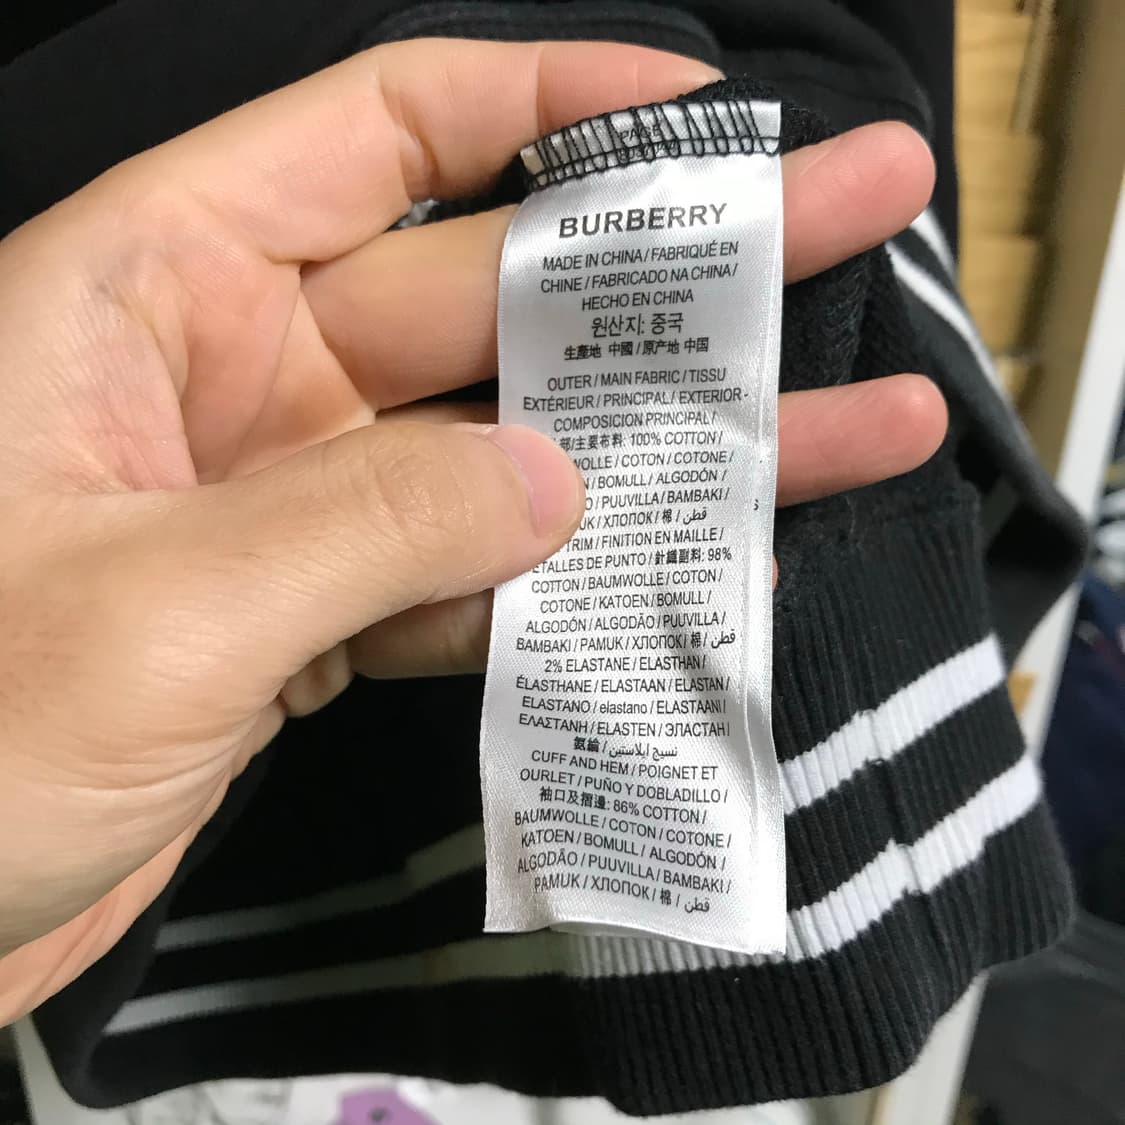 PAGE
BURBERRY
MADE IN CHINA / FABRIQUÉ EN
CHINE / FABRICADO NA CHINA /
HECHO EN CHINA
원산지: 중국
生產地 中國 / 原产地 中国
OUTER / MAIN FABRIC / TISSU
EXTÉRIEUR / PRINCIPAL / EXTERIOR -
COMPOSICION PRINCIPAL /
部/主要布料: 100% COTTON /
WOLLE / COTON / COTONE /
N / BOMULL / ALGODÓN /
O / PUUVILLA / BAMBAKI /
UK / ХЛОПОК / 棉 / قطن
TRIM / FINITION EN MAILLE /
ETALLES DE PUNTO / 針織副料: 98%
COTTON / BAUMWOLLE / COTON /
COTONE / KATOEN / BOMULL /
ALGODÓN / ALGODÃO / PUUVILLA /
BAMBAKI / PAMUK / ХЛОПОК / 棉 / قطن
2% ELASTANE / ELASTHAN /
ÉLASTHANE / ELASTAAN / ELASTAN /
ELASTANO / elastano / ELASTAANI /
ΕΛΑΣΤΑΝΗ / ELASTEN / ЭЛАСТАН /
氨綸 / نسيج ايلاستين
CUFF AND HEM / POIGNET ET
OURLET / PUÑO Y DOBLADILLO /
袖口及摺邊: 86% COTTON /
BAUMWOLLE / COTON / COTONE /
KATOEN / BOMULL / ALGODÓN /
ALGODÃO / PUUVILLA / BAMBAKI /
PAMUK / ХЛОПОК / 棉 / قطن